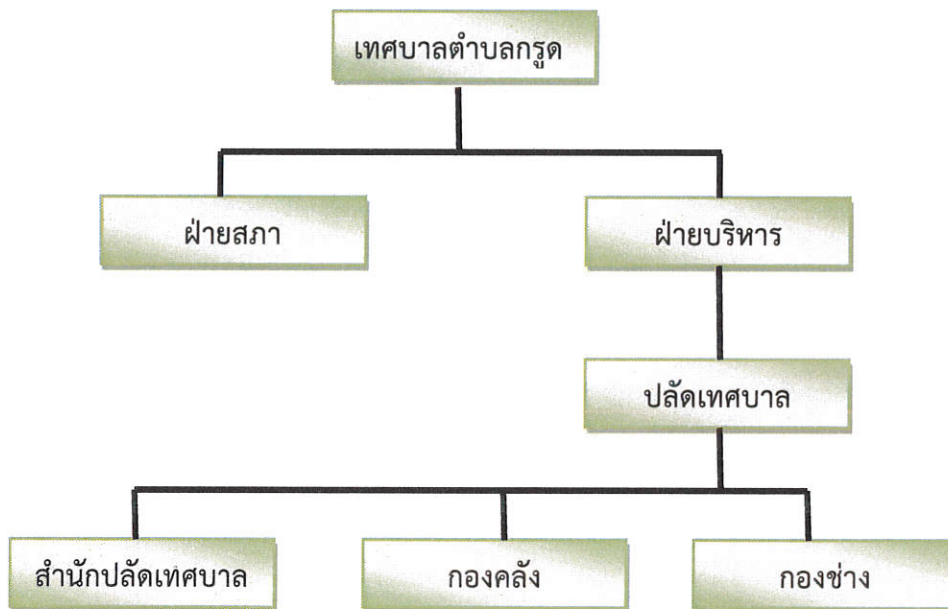 เทศบาลตำบลกรูด
ฝ่ายสภา
ฝ่ายบริหาร
ปลัดเทศบาล
สำนักปลัดเทศบาล
กองคลัง
กองช่าง